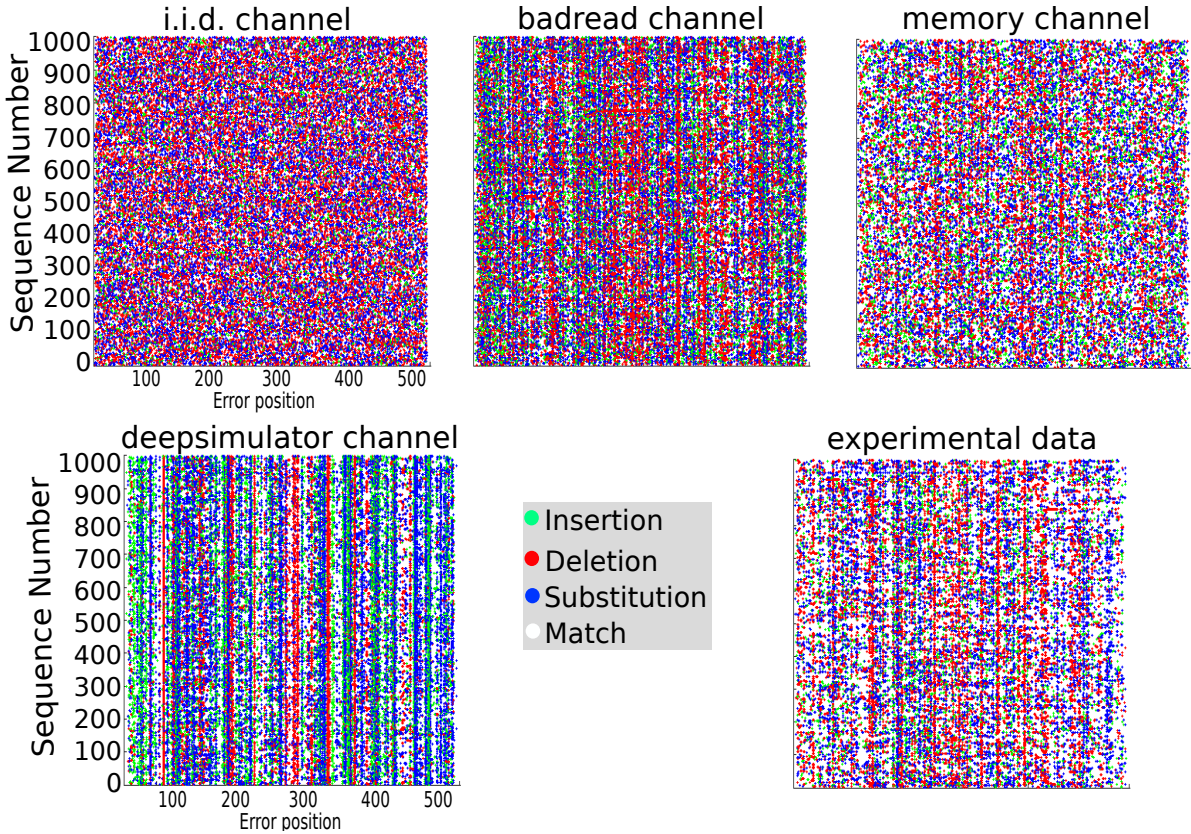 i.i.d. channel
badread channel
memory channel
Sequence Number
1000
900
800
700
600
500
400
300
200
100
0
100 200 300 400 500
Error position
deepsimulator channel
experimental data
Sequence Number
1000
900
800
700
600
500
400
300
200
100
0
100 200 300 400 500
Error position
Insertion
Deletion
Substitution
Match